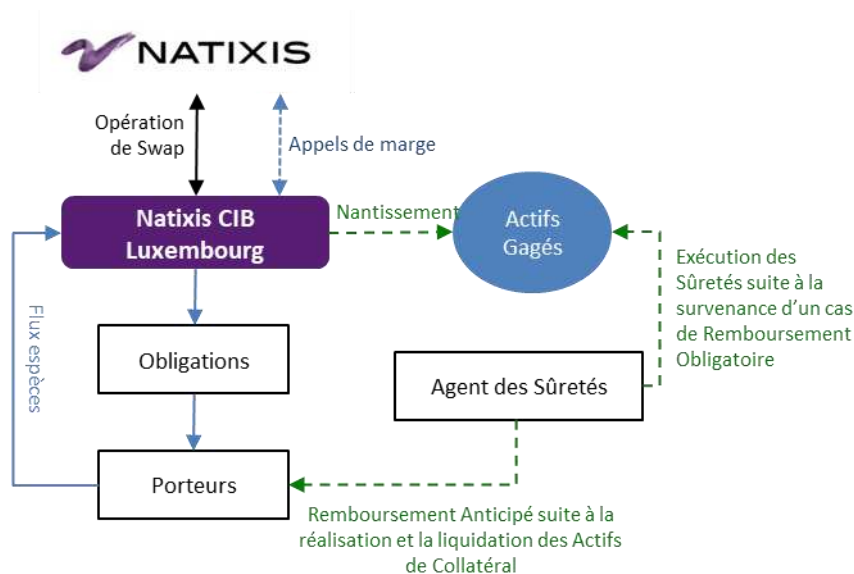 NATIXIS
Opération
de Swap
Appels de marge
Natixis CIB
Luxembourg
Nantissement
Actifs
Gagés
Exécution des
Sûretés suite à la
survenance d'un cas
de Remboursement
Obligatoire
Flux espèces
Obligations
Agent des Sûretés
Porteurs
Remboursement Anticipé suite à la
réalisation et la liquidation des Actifs
de Collatéral